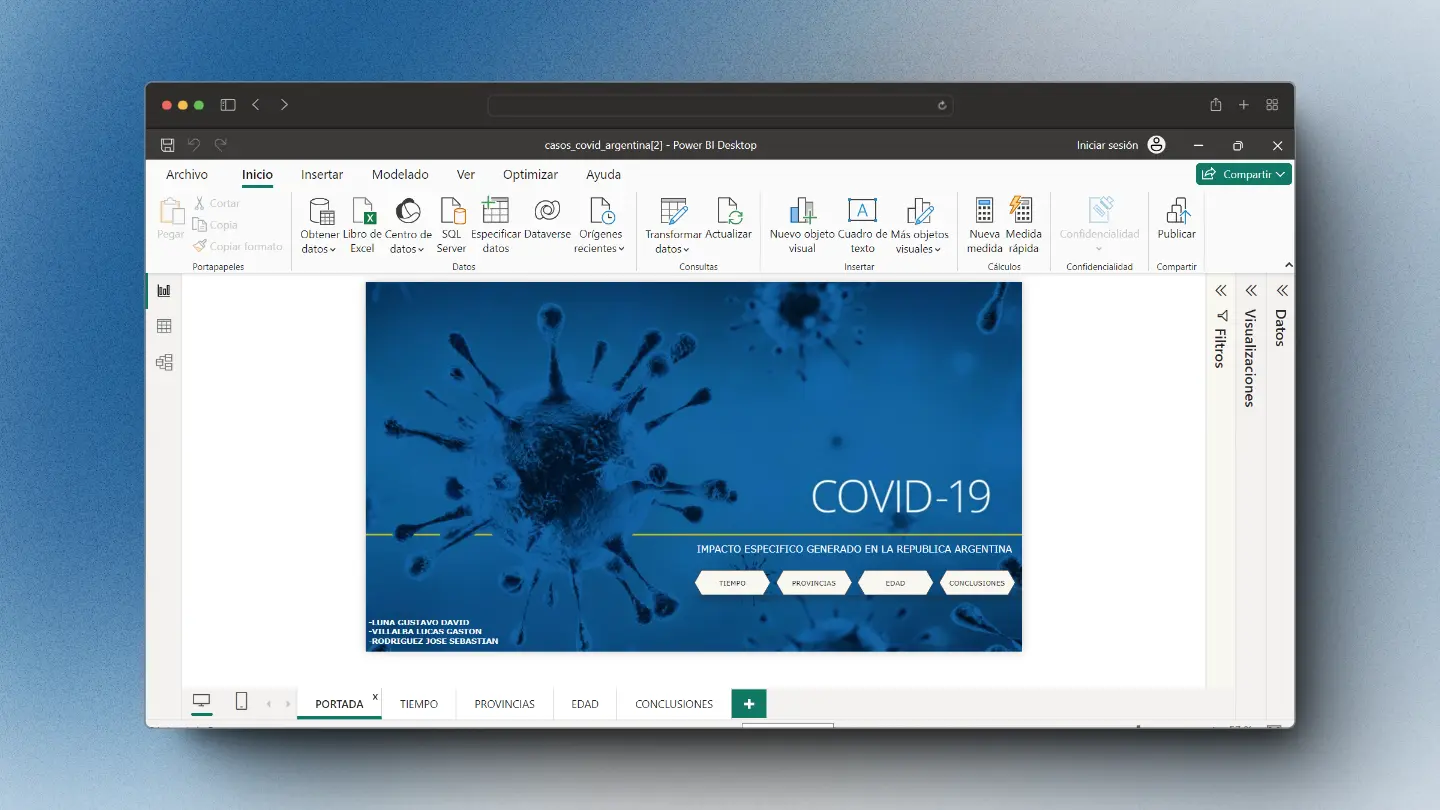 casos_covid_argentina[2] - Power BI Desktop
Iniciar sesión
Archivo Inicio Insertar Modelado Ver Optimizar Ayuda
Compartir
Pegar
Cortar
Copia
Copiar formato
Portapapeles
Obtener
datos
Libro de
Excel
Centro de
datos
SQL
Server
Especificar
datos
Dataverse
Orígenes
recientes
Datos
Transformar
datos
Actualizar
Consultas
Nuevo objeto
visual
Cuadro de
texto
Más objetos
visuales
Insertar
Nueva
medida
Medida
rápida
Cálculos
Confidencialidad
Confidencialidad
Publicar
Compartir
Filtros
Visualizaciones
Datos
COVID-19
IMPACTO ESPECIFICO GENERADO EN LA REPUBLICA ARGENTINA
TIEMPO PROVINCIAS EDAD CONCLUSIONES
-LUNA GUSTAVO DAVID
-VILLALBA LUCAS GASTON
-RODRIGUEZ JOSE SEBASTIAN
PORTADA x TIEMPO PROVINCIAS EDAD CONCLUSIONES +